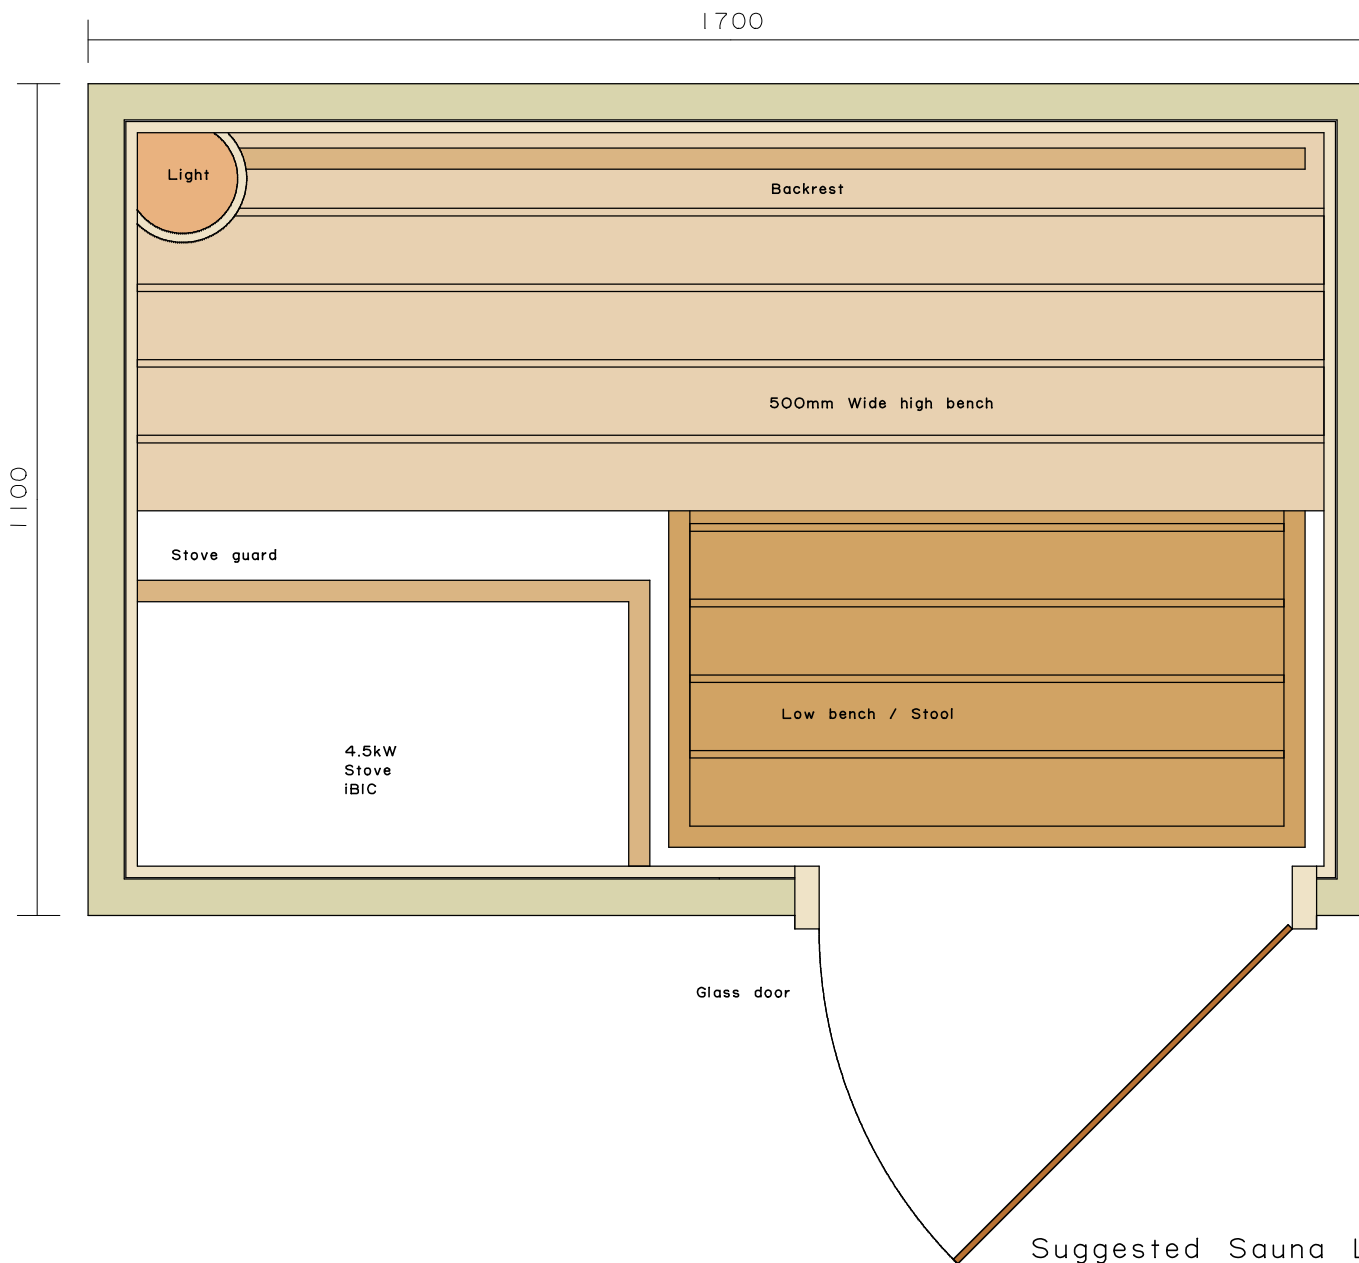 1700
1100
Light
Backrest
500mm Wide high bench
Stove guard
Low bench / Stool
4.5kW
Stove
iBIC
Glass door
Suggested Sauna L